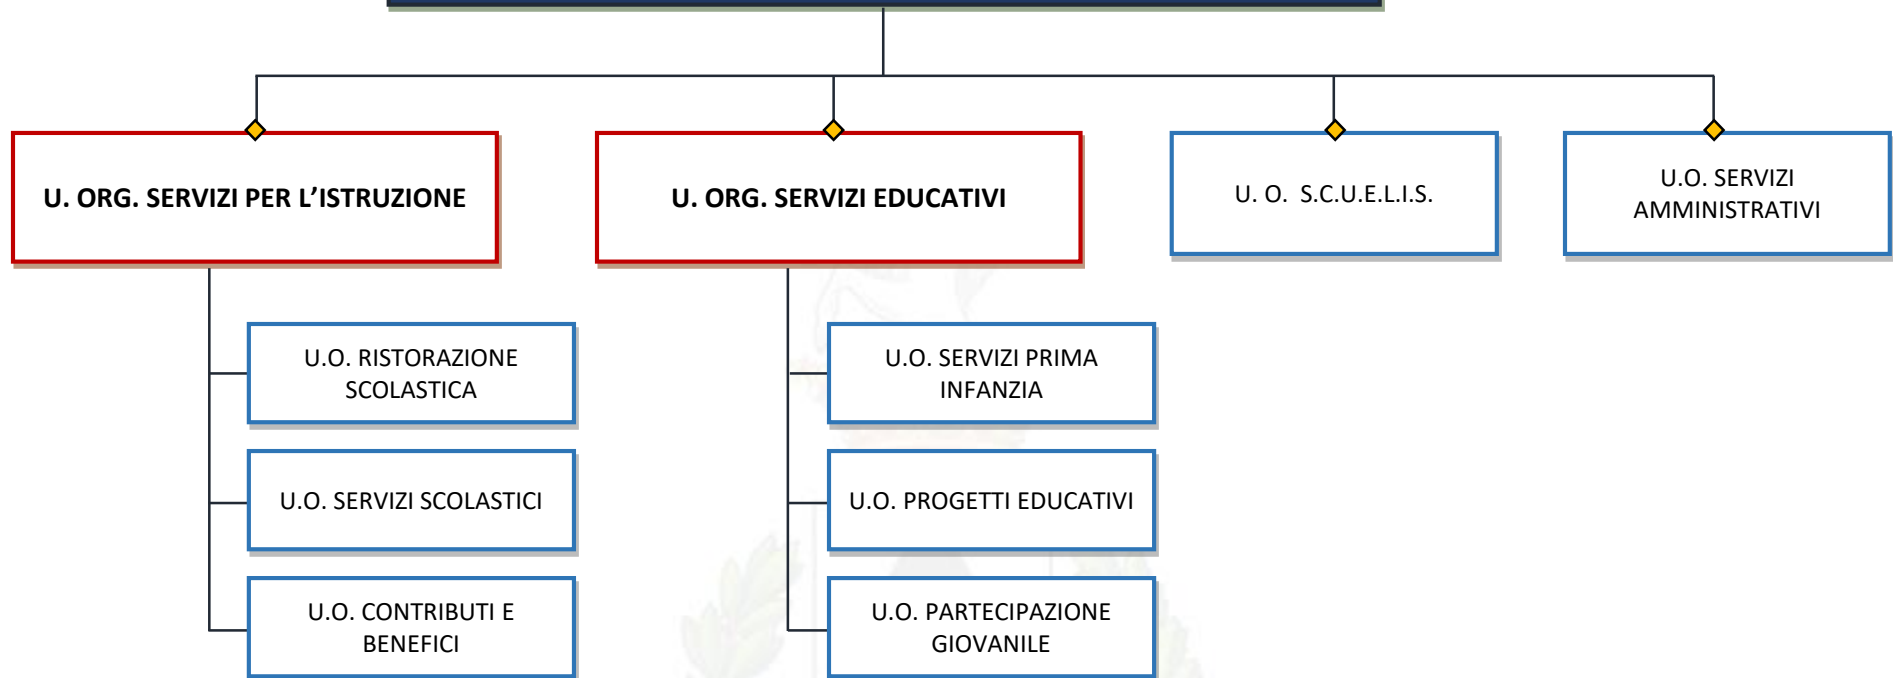 U. ORG. SERVIZI PER L’ISTRUZIONE
U. ORG. SERVIZI EDUCATIVI
U. O.  S.C.U.E.L.I.S.
U.O. SERVIZI
AMMINISTRATIVI
U.O. RISTORAZIONE
SCOLASTICA
U.O. SERVIZI SCOLASTICI
U.O. CONTRIBUTI E
BENEFICI
U.O. SERVIZI PRIMA
INFANZIA
U.O. PROGETTI EDUCATIVI
U.O. PARTECIPAZIONE
GIOVANILE